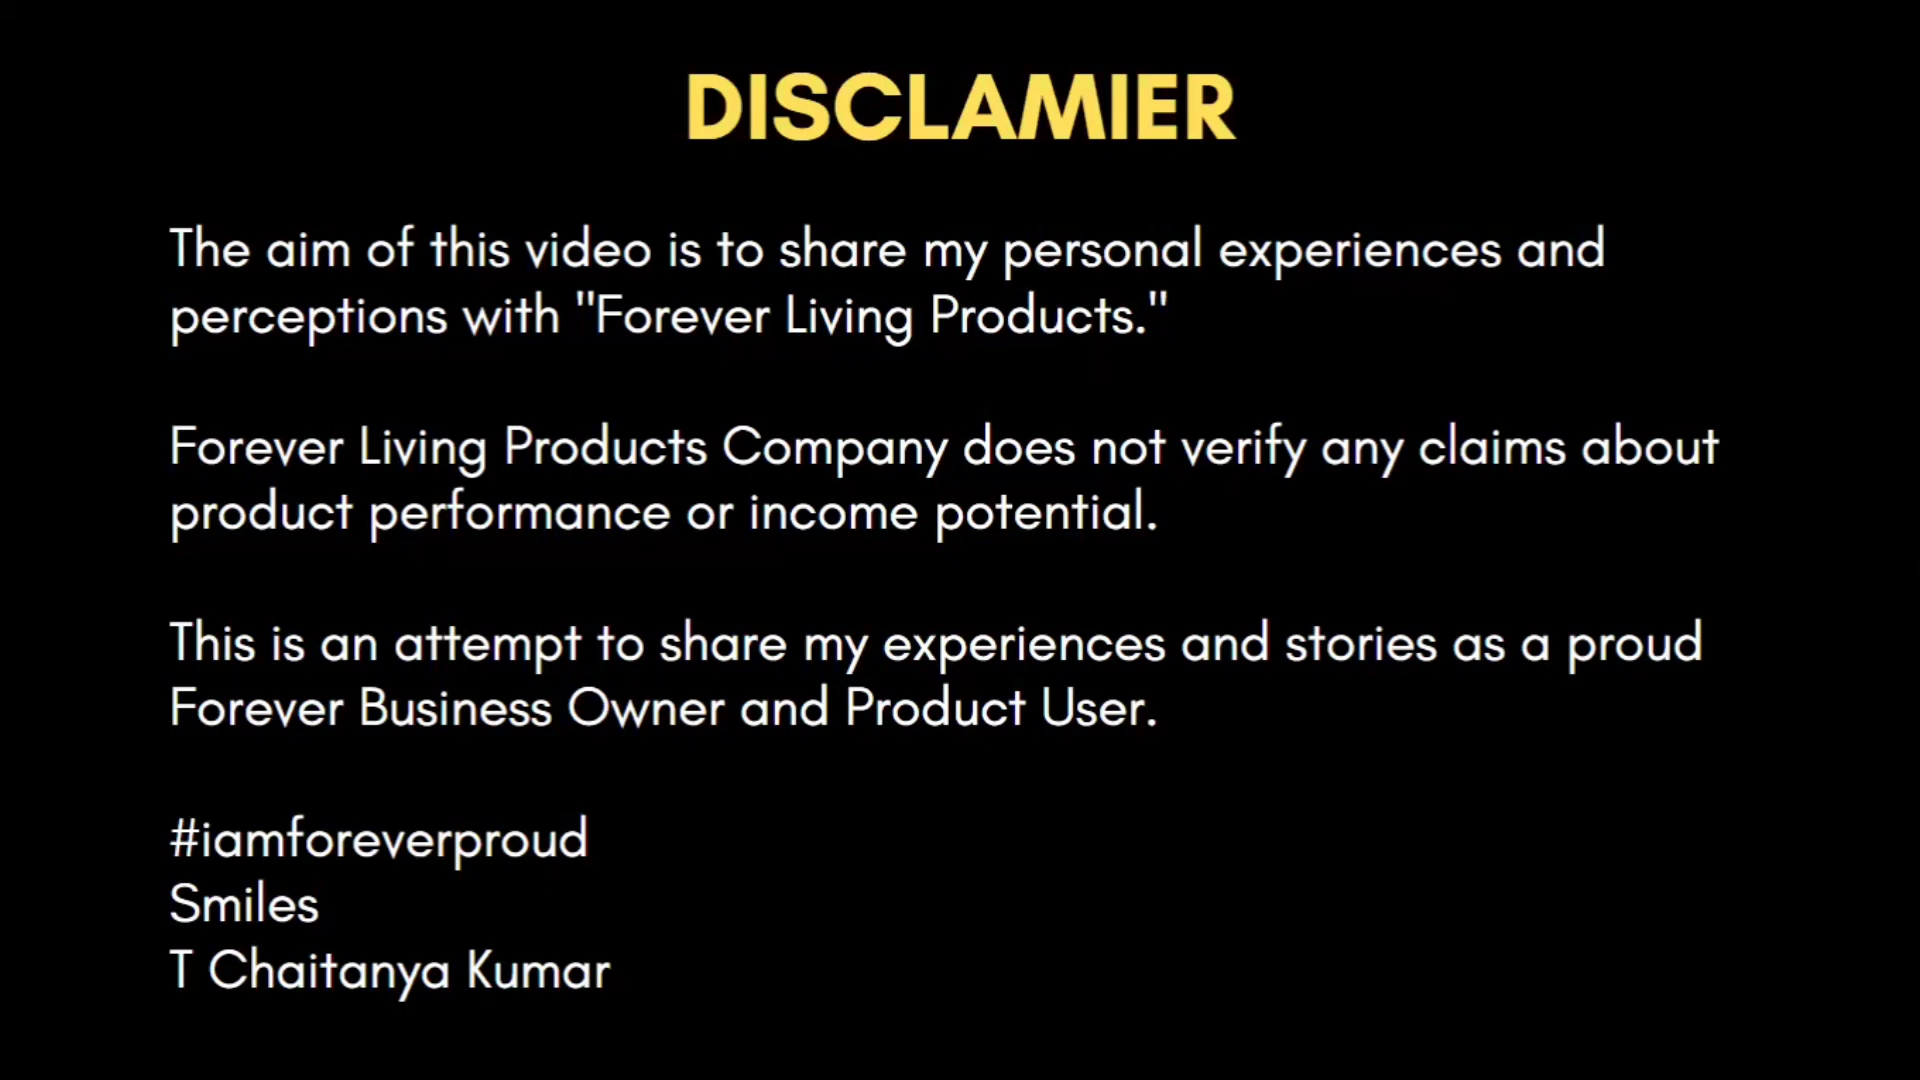 DISCLAMIER
The aim of this video is to share my personal experiences and
perceptions with "Forever Living Products."
Forever Living Products Company does not verify any claims about
product performance or income potential.
This is an attempt to share my experiences and stories as a proud
Forever Business Owner and Product User.
#iamforeverproud
Smiles
T Chaitanya Kumar